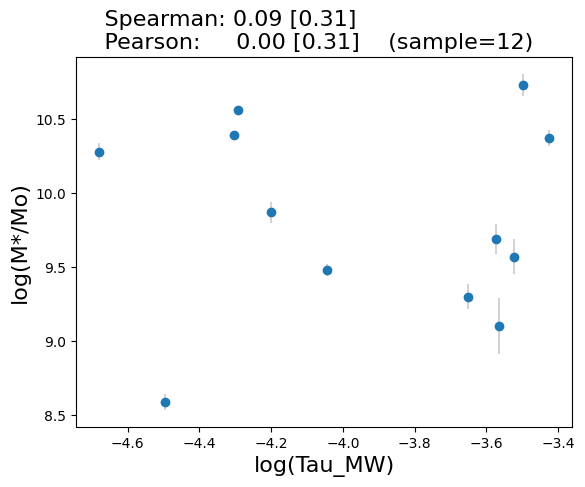 Spearman: 0.09 [0.31]
Pearson: 0.00 [0.31] (sample=12)
log(M*/Mo)
10.5
10.0
9.5
9.0
8.5
−4.6 −4.4 −4.2 −4.0 −3.8 −3.6 −3.4
log(Tau_MW)